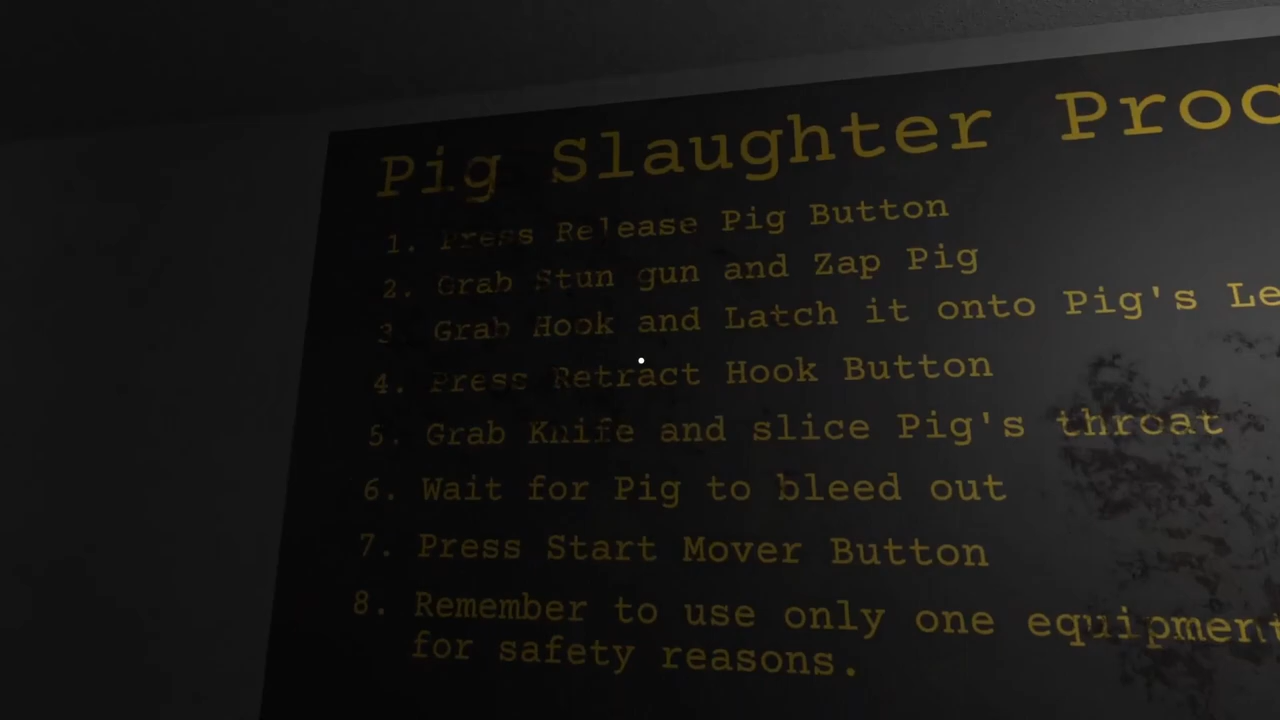 Pig Slaughter Proc
1. Press Release Pig Button
2. Grab Stun gun and Zap Pig
3. Grab Hook and Latch it onto Pig's Le
4. Press Retract Hook Button
5. Grab Knife and slice Pig's throat
6. Wait for Pig to bleed out
7. Press Start Mover Button
8. Remember to use only one equipment
for safety reasons.